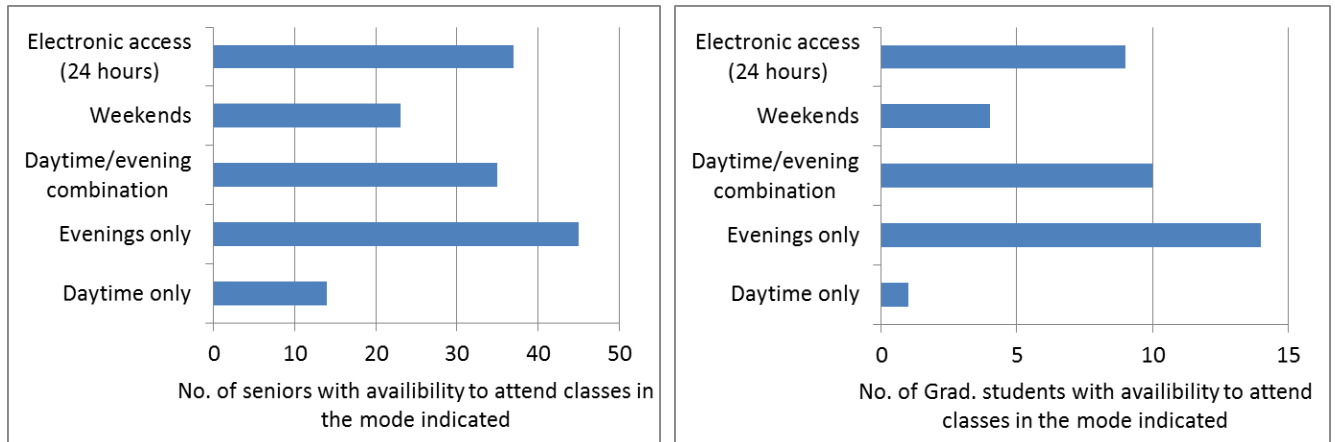 Electronic access
(24 hours)
Weekends
Daytime/evening
combination
Evenings only
Daytime only
0 10 20 30 40 50
No. of seniors with availibility to attend classes in
the mode indicated
Electronic access
(24 hours)
Weekends
Daytime/evening
combination
Evenings only
Daytime only
0 5 10 15
No. of Grad. students with availibility to attend
classes in the mode indicated